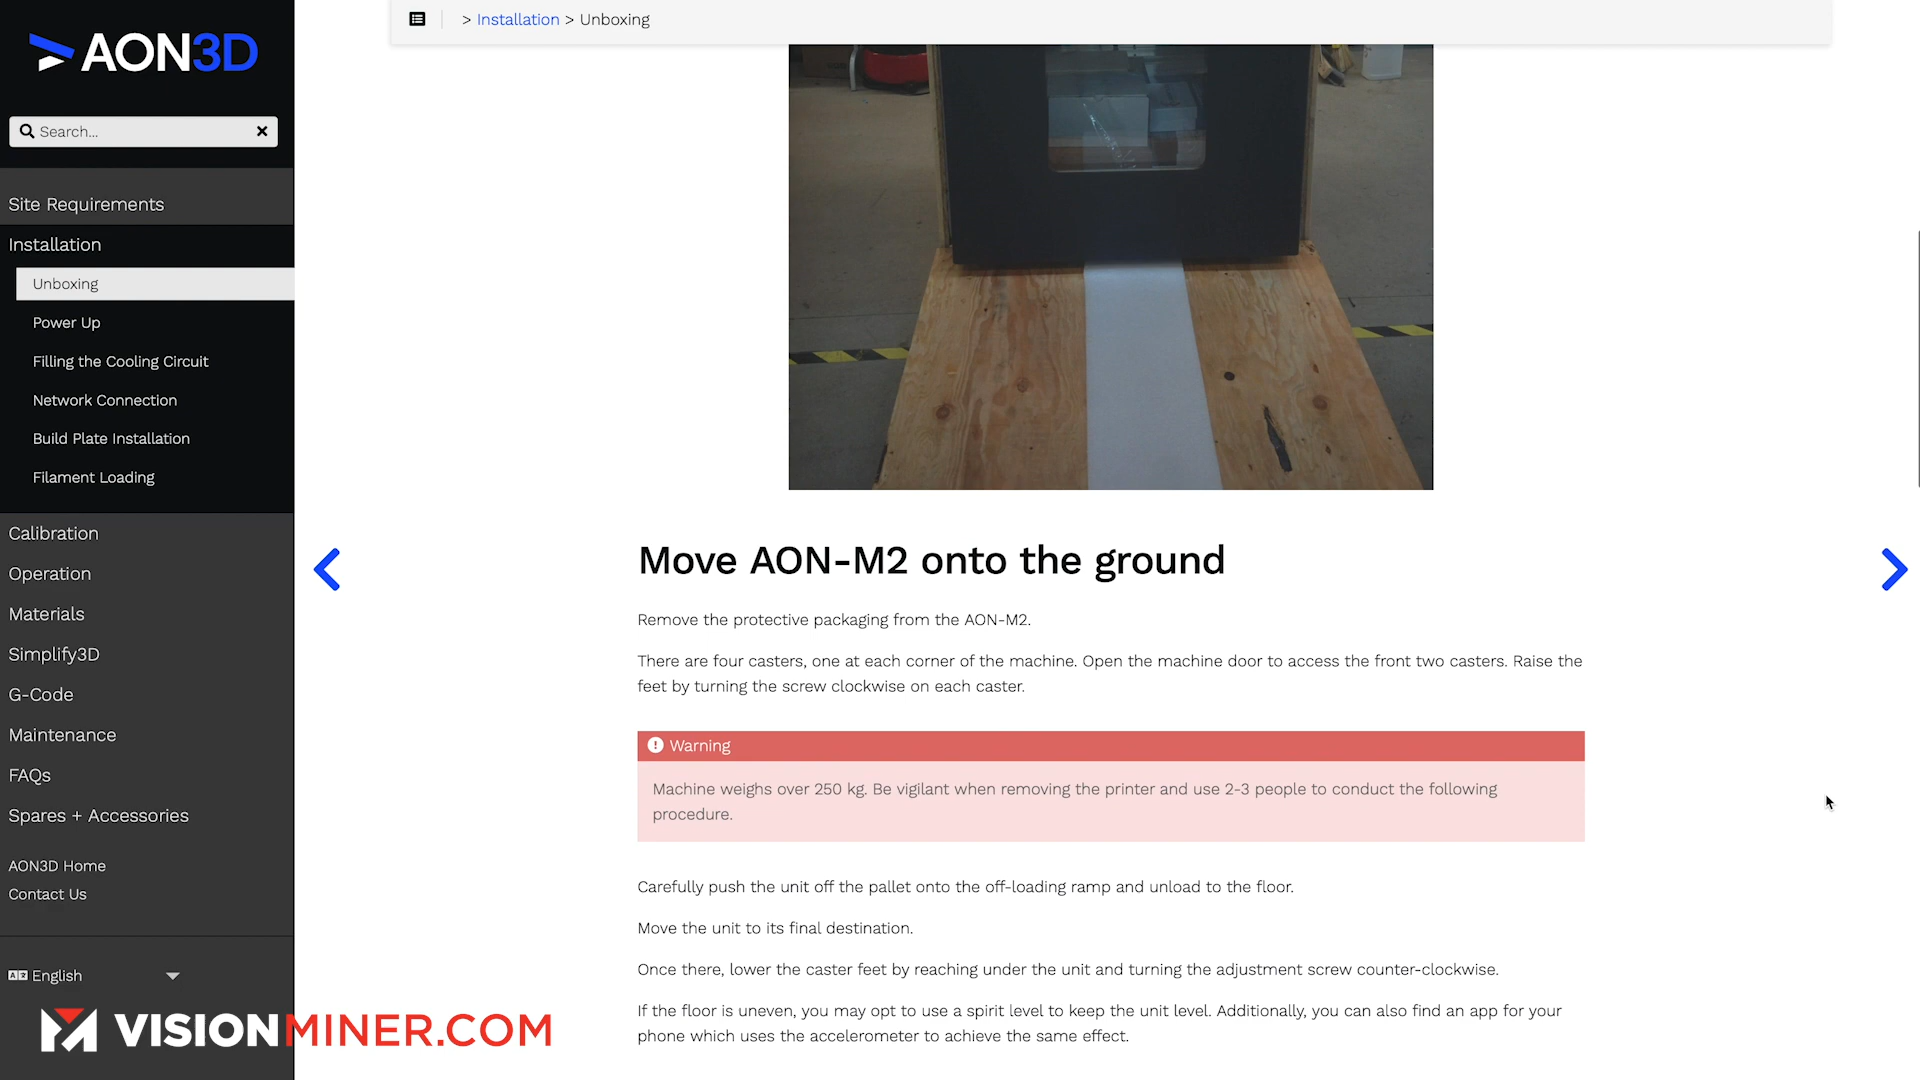 > Installation > Unboxing
AON3D
Search...
Site Requirements
Installation
Unboxing
Power Up
Filling the Cooling Circuit
Network Connection
Build Plate Installation
Filament Loading
Calibration
Operation
Materials
Simplify3D
G-Code
Maintenance
FAQs
Spares + Accessories
AON3D Home
Contact Us
English
VISIONMINER.COM
Move AON-M2 onto the ground
Remove the protective packaging from the AON-M2.
There are four casters, one at each corner of the machine. Open the machine door to access the front two casters. Raise the
feet by turning the screw clockwise on each caster.
Warning
Machine weighs over 250 kg. Be vigilant when removing the printer and use 2-3 people to conduct the following
procedure.
Carefully push the unit off the pallet onto the off-loading ramp and unload to the floor.
Move the unit to its final destination.
Once there, lower the caster feet by reaching under the unit and turning the adjustment screw counter-clockwise.
If the floor is uneven, you may opt to use a spirit level to keep the unit level. Additionally, you can also find an app for your
phone which uses the accelerometer to achieve the same effect.